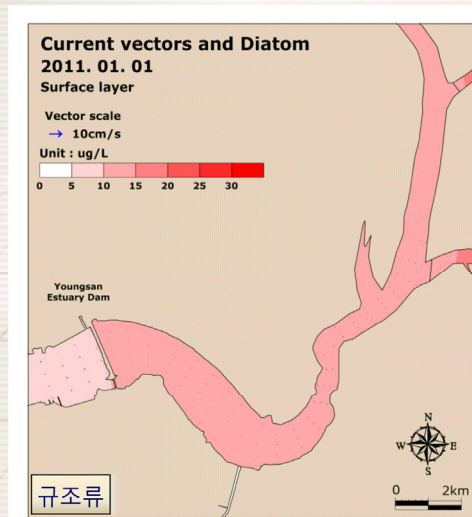 Current vectors and Diatom
2011. 01. 01
Surface layer
Vector scale
10cm/s
Unit : ug/L
0 5 10 15 20 25 30
Youngsan
Estuary Dam
N
W E
S
0 2km
규조류